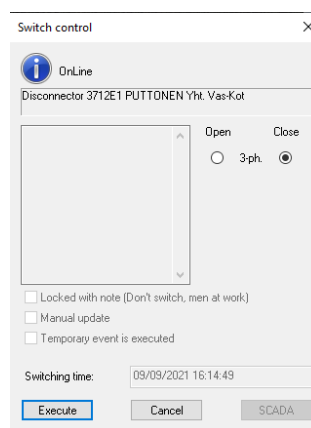 Switch control
OnLine
Disconnector 3712E1 PUTTONEN Yht. Vas-Kot
Open Close
3-ph.
Locked with note (Don't switch, men at work)
Manual update
Temporary event is executed
Switching time: 09/09/2021 16:14:49
Execute Cancel SCADA